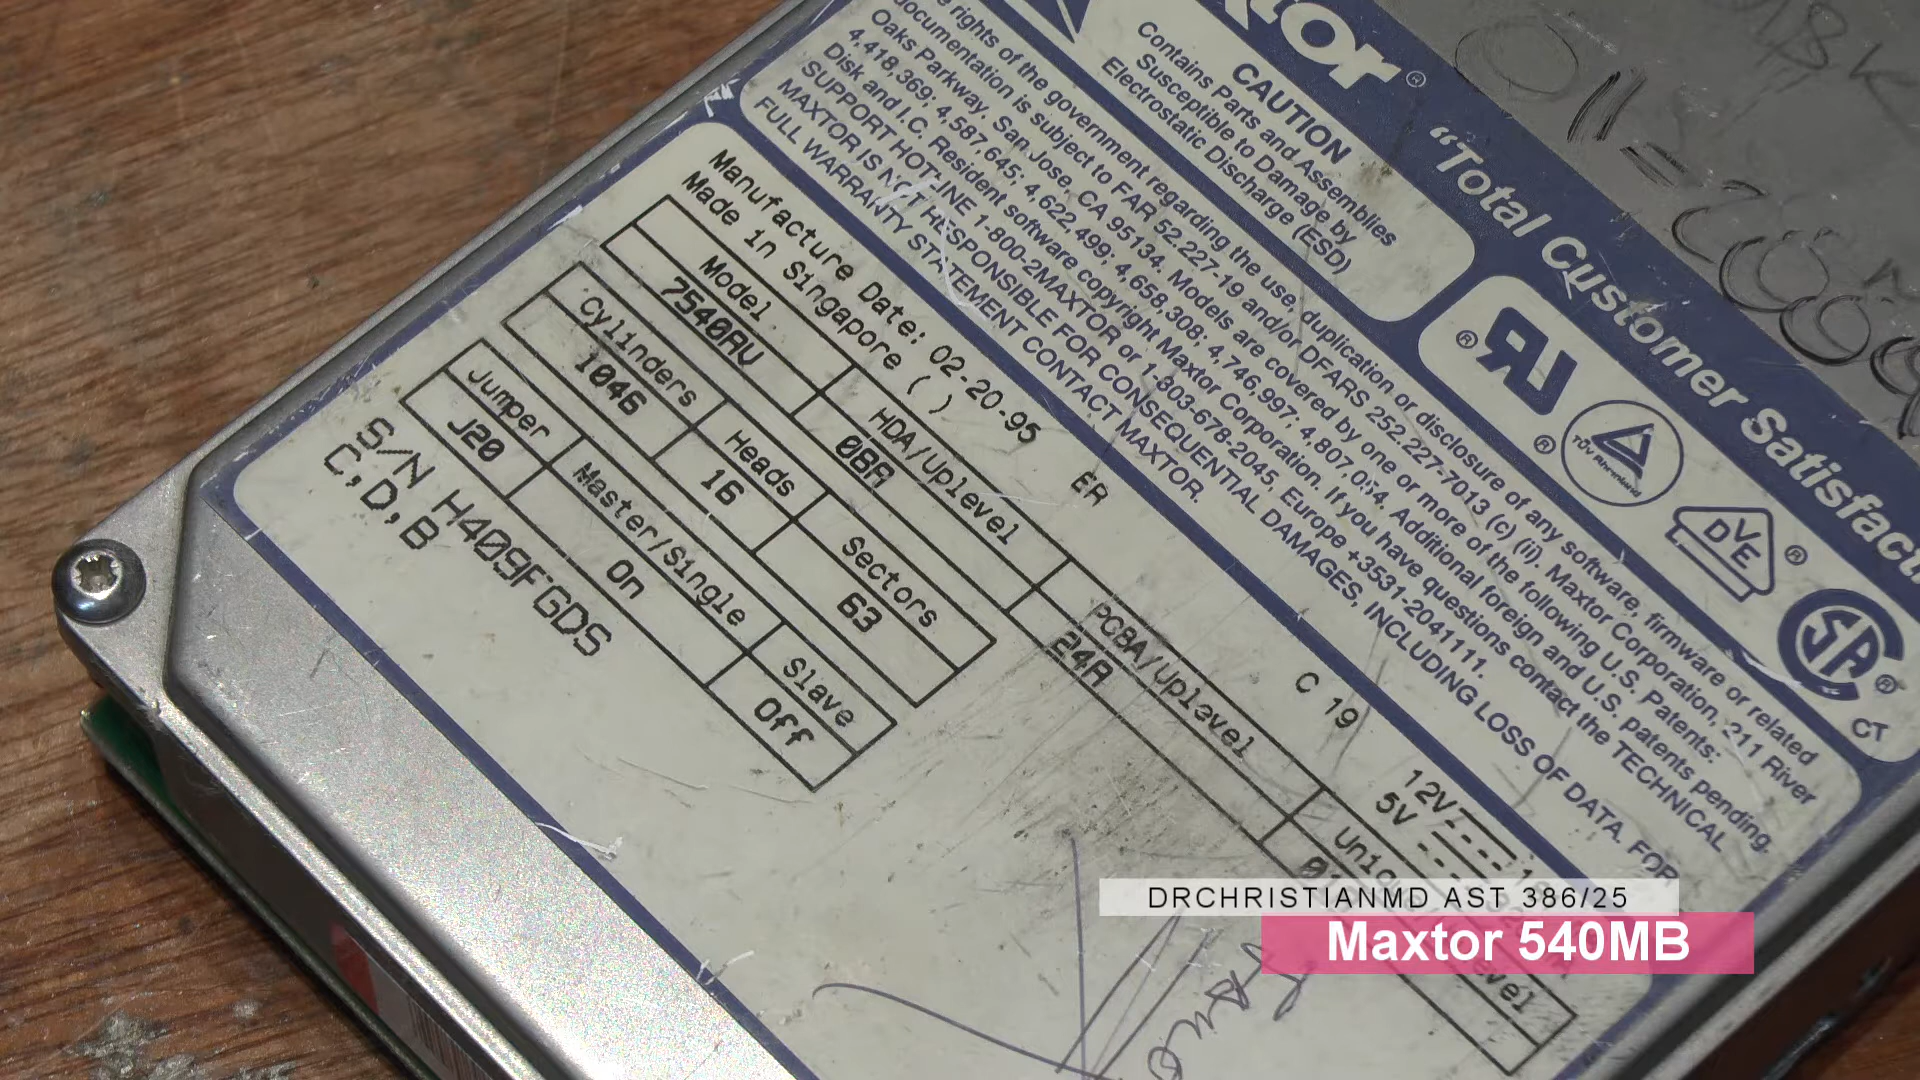 xtor®
"Total Customer Satisfact
CAUTION
Contains Parts and Assemblies
Susceptible to Damage by
Electrostatic Discharge (ESD)
TÜV Rheinland
DVE
SA
CT
rights of the government regarding the use, duplication or disclosure of any software, firmware or related
documentation is subject to FAR 52.227-19 and/or DFARS 252.227-7013 (c) (ii). Maxtor Corporation, 211 River
Oaks Parkway, San Jose, CA 95134. Models are covered by one or more of the following U.S. Patents:
4,418,369; 4,587,645; 4,622,499; 4,658,308; 4,746,997; 4,807,054. Additional foreign and U.S. patents pending.
Disk and I.C. Resident software copyright Maxtor Corporation. If you have questions contact the TECHNICAL
SUPPORT HOT-LINE 1-800-2MAXTOR or 1-303-678-2045, Europe +3531-2041111.
MAXTOR IS NOT RESPONSIBLE FOR CONSEQUENTIAL DAMAGES, INCLUDING LOSS OF DATA. FOR
FULL WARRANTY STATEMENT CONTACT MAXTOR.
Manufacture Date: 02-20-95 ER C 19 12V
Made in Singapore ( ) 5V
Model HDA/Uplevel PCBA/Uplevel
7540AV 08A 24A
Cylinders Heads Sectors
1046 16 63
Jumper Master/Single Slave
J20 On Off
S/N H409FGDS
C,D,B
DRCHRISTIANMD AST 386/25
Maxtor 540MB